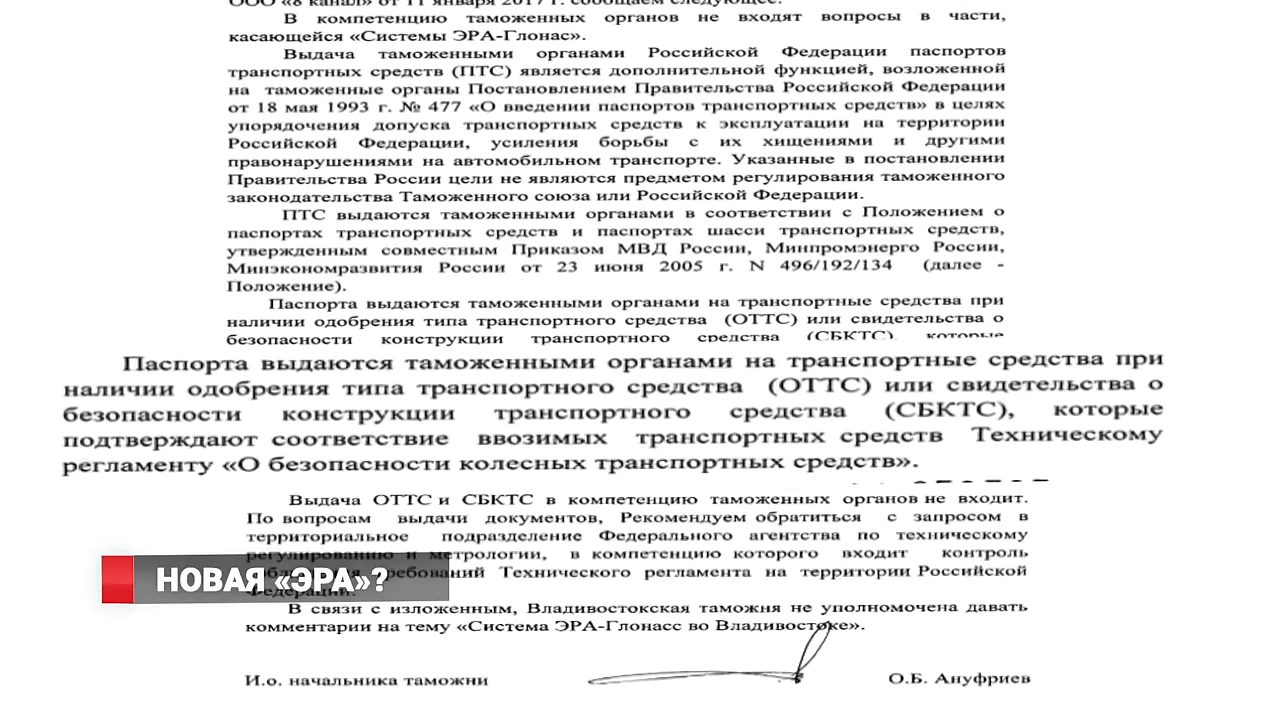 ООО «8 канал» от 11 января 2017 г. сообщаем следующее.
В компетенцию таможенных органов не входят вопросы в части,
касающейся «Системы ЭРА-Глонас».
Выдача таможенными органами Российской Федерации паспортов
транспортных средств (ПТС) является дополнительной функцией, возложенной
на таможенные органы Постановлением Правительства Российской Федерации
от 18 мая 1993 г. № 477 «О введении паспортов транспортных средств» в целях
упорядочения допуска транспортных средств к эксплуатации на территории
Российской Федерации, усиления борьбы с их хищениями и другими
правонарушениями на автомобильном транспорте. Указанные в постановлении
Правительства России цели не являются предметом регулирования таможенного
законодательства Таможенного союза или Российской Федерации.
ПТС выдаются таможенными органами в соответствии с Положением о
паспортах транспортных средств и паспортах шасси транспортных средств,
утвержденным совместным Приказом МВД России, Минпромэнерго России,
Минэкономразвития России от 23 июня 2005 г. N 496/192/134 (далее -
Положение).
Паспорта выдаются таможенными органами на транспортные средства при
наличии одобрения типа транспортного средства (ОТТС) или свидетельства о
безопасности конструкции транспортного средства (СБКТС), которые
Паспорта выдаются таможенными органами на транспортные средства при
наличии одобрения типа транспортного средства (ОТТС) или свидетельства о
безопасности конструкции транспортного средства (СБКТС), которые
подтверждают соответствие ввозимых транспортных средств Техническому
регламенту «О безопасности колесных транспортных средств».
Выдача ОТТС и СБКТС в компетенцию таможенных органов не входит.
По вопросам выдачи документов, Рекомендуем обратиться с запросом в
территориальное подразделение Федерального агентства по техническому
регулированию и метрологии, в компетенцию которого входит контроль
требований Технического регламента на территории Российской
Федерации.
НОВАЯ «ЭРА»?
В связи с изложенным, Владивостокская таможня не уполномочена давать
комментарии на тему «Система ЭРА-Глонасс во Владивостоке».
И.о. начальника таможни О.Б. Ануфриев